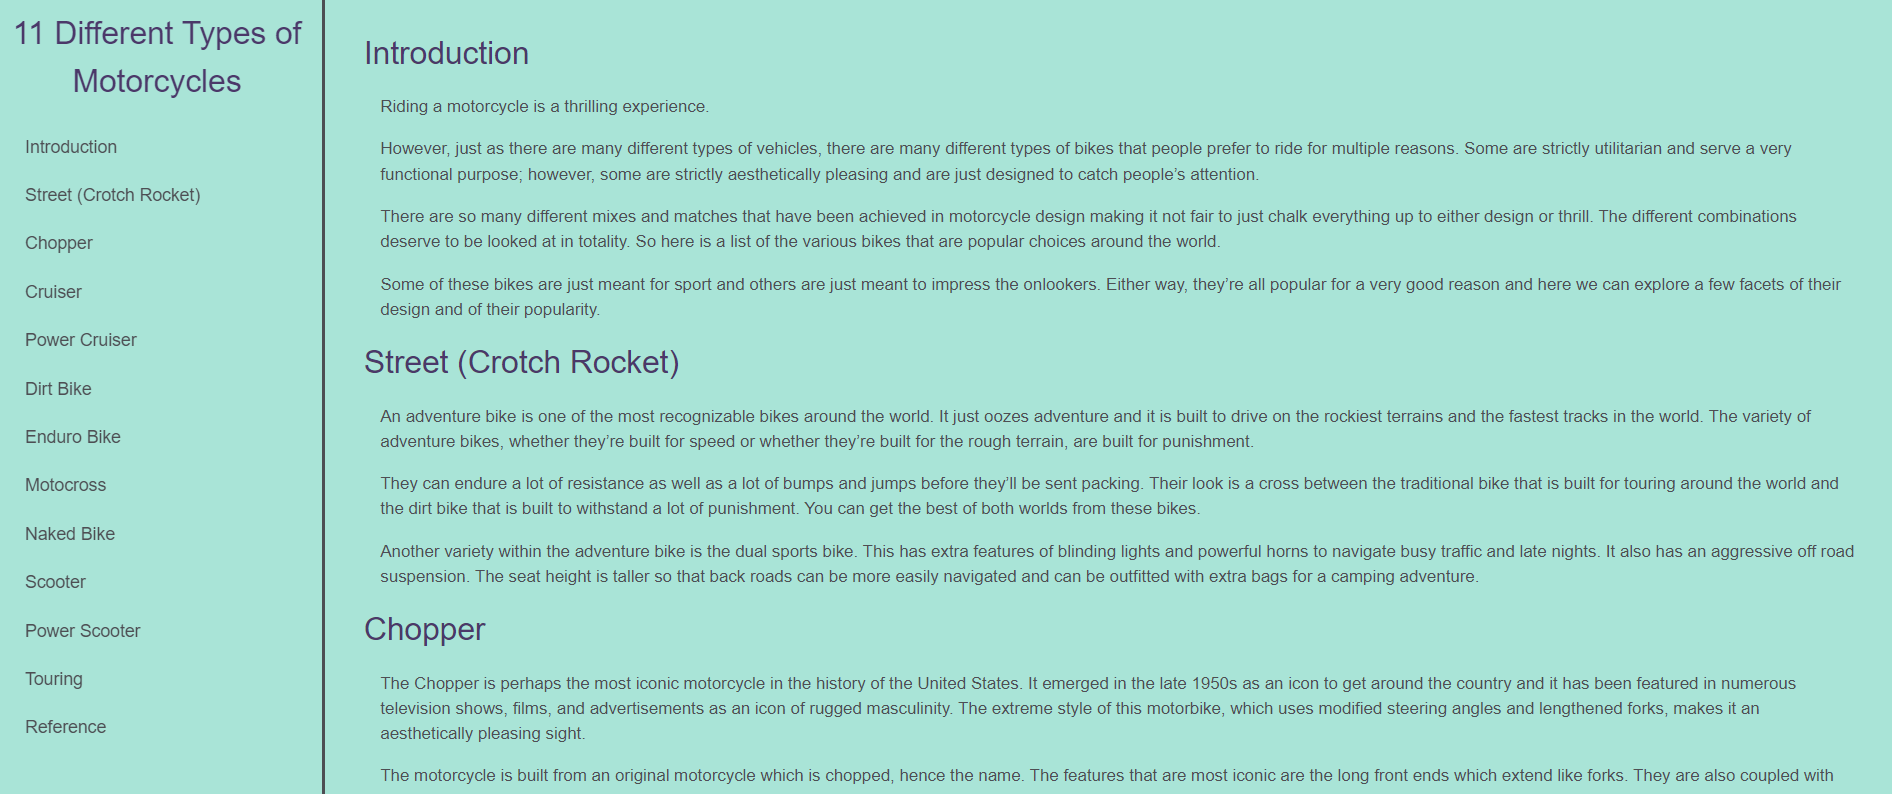 11 Different Types of
Motorcycles
Introduction
Street (Crotch Rocket)
Chopper
Cruiser
Power Cruiser
Dirt Bike
Enduro Bike
Motocross
Naked Bike
Scooter
Power Scooter
Touring
Reference
Introduction
Riding a motorcycle is a thrilling experience.
However, just as there are many different types of vehicles, there are many different types of bikes that people prefer to ride for multiple reasons. Some are strictly utilitarian and serve a very
functional purpose; however, some are strictly aesthetically pleasing and are just designed to catch people’s attention.
There are so many different mixes and matches that have been achieved in motorcycle design making it not fair to just chalk everything up to either design or thrill. The different combinations
deserve to be looked at in totality. So here is a list of the various bikes that are popular choices around the world.
Some of these bikes are just meant for sport and others are just meant to impress the onlookers. Either way, they’re all popular for a very good reason and here we can explore a few facets of their
design and of their popularity.
Street (Crotch Rocket)
An adventure bike is one of the most recognizable bikes around the world. It just oozes adventure and it is built to drive on the rockiest terrains and the fastest tracks in the world. The variety of
adventure bikes, whether they’re built for speed or whether they’re built for the rough terrain, are built for punishment.
They can endure a lot of resistance as well as a lot of bumps and jumps before they’ll be sent packing. Their look is a cross between the traditional bike that is built for touring around the world and
the dirt bike that is built to withstand a lot of punishment. You can get the best of both worlds from these bikes.
Another variety within the adventure bike is the dual sports bike. This has extra features of blinding lights and powerful horns to navigate busy traffic and late nights. It also has an aggressive off road
suspension. The seat height is taller so that back roads can be more easily navigated and can be outfitted with extra bags for a camping adventure.
Chopper
The Chopper is perhaps the most iconic motorcycle in the history of the United States. It emerged in the late 1950s as an icon to get around the country and it has been featured in numerous
television shows, films, and advertisements as an icon of rugged masculinity. The extreme style of this motorbike, which uses modified steering angles and lengthened forks, makes it an
aesthetically pleasing sight.
The motorcycle is built from an original motorcycle which is chopped, hence the name. The features that are most iconic are the long front ends which extend like forks. They are also coupled with